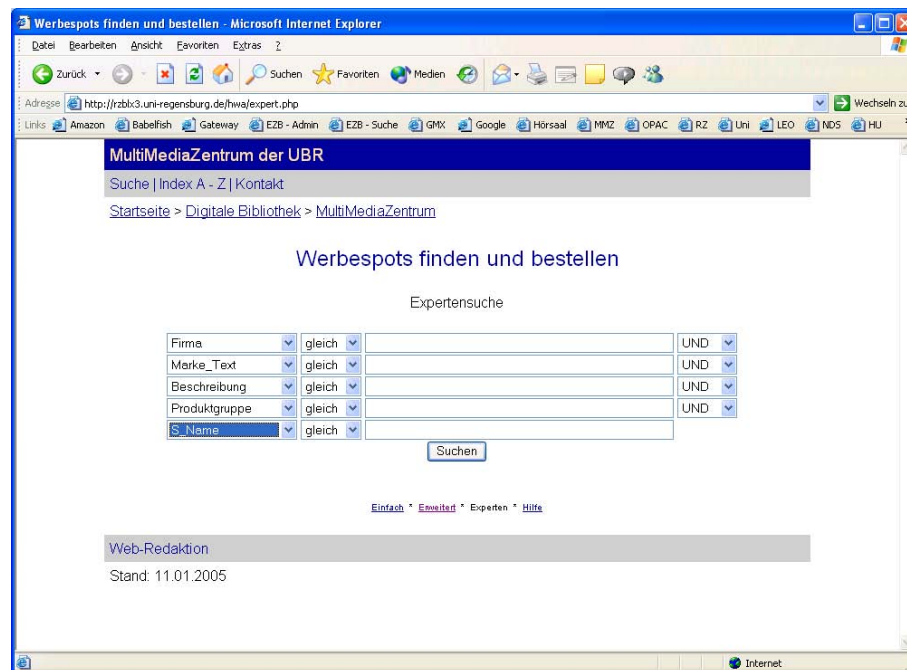 Werbespots finden und bestellen - Microsoft Internet Explorer
Datei Bearbeiten Ansicht Favoriten Extras ?
Zurück Suchen Favoriten Medien
Adresse http://rzblx3.uni-regensburg.de/hwa/expert.php Wechseln zu
Links Amazon Babelfish Gateway EZB - Admin EZB - Suche GMX Google Hörsaal MMZ OPAC RZ Uni LEO NDS HU
MultiMediaZentrum der UBR
Suche | Index A - Z | Kontakt
Startseite > Digitale Bibliothek > MultiMediaZentrum
Werbespots finden und bestellen
Expertensuche
Firma gleich UND
Marke_Text gleich UND
Beschreibung gleich UND
Produktgruppe gleich UND
S_Name gleich
Suchen
Einfach * Erweitert * Experten * Hilfe
Web-Redaktion
Stand: 11.01.2005
Internet